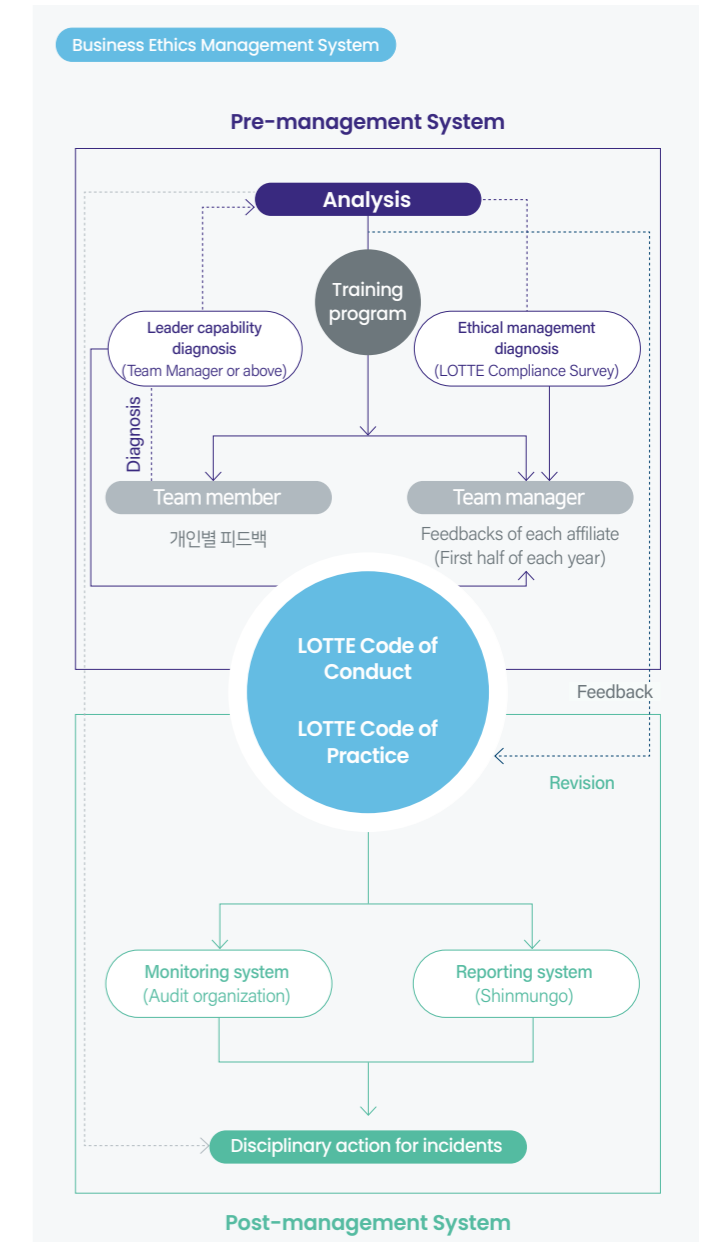 Business Ethics Management System
Pre-management System
Analysis
Training
program
Leader capability
diagnosis
(Team Manager or above)
Ethical management
diagnosis
(LOTTE Compliance Survey)
Diagnosis
Team member
개인별 피드백
Team manager
Feedbacks of each affiliate
(First half of each year)
LOTTE Code of
Conduct
LOTTE Code of
Practice
Feedback
Revision
Monitoring system
(Audit organization)
Reporting system
(Shinmungo)
Disciplinary action for incidents
Post-management System